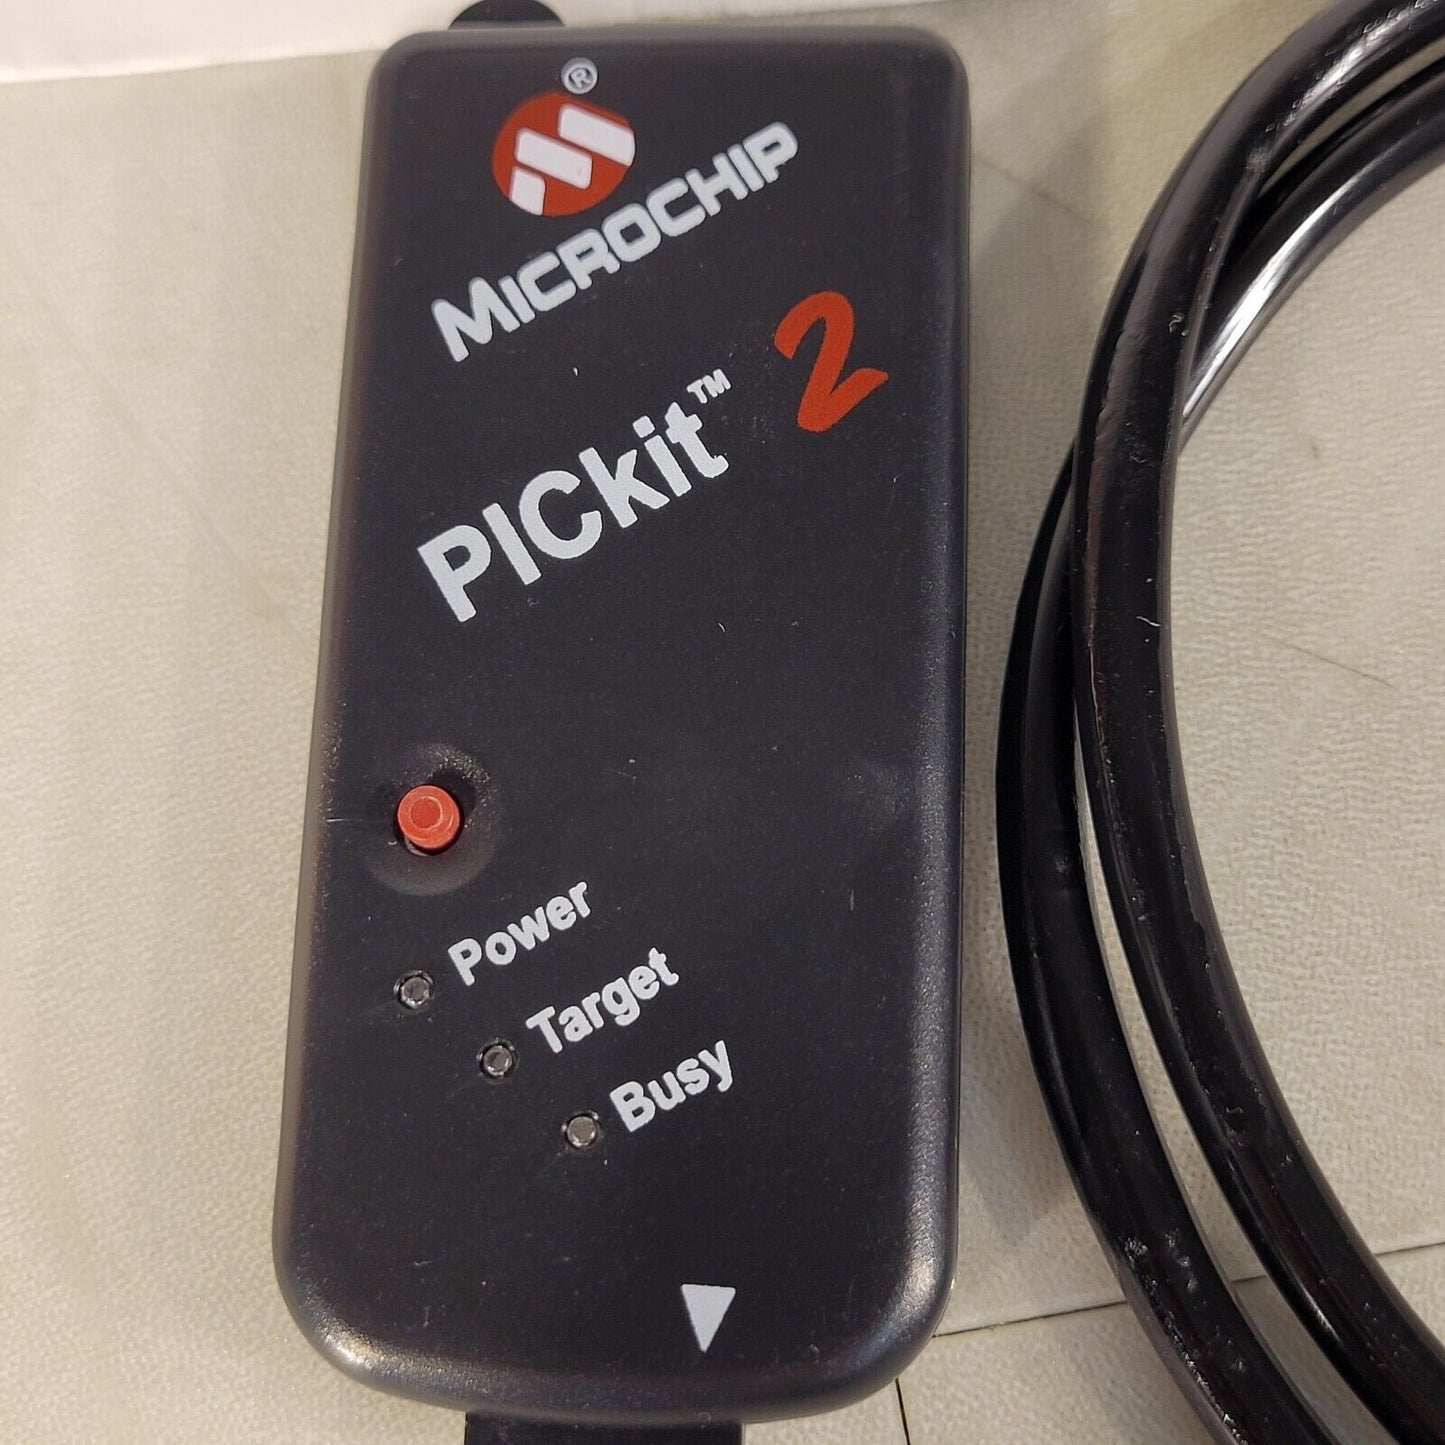 ®
MICROCHIP
PICkit™ 2
Power
Target
Busy